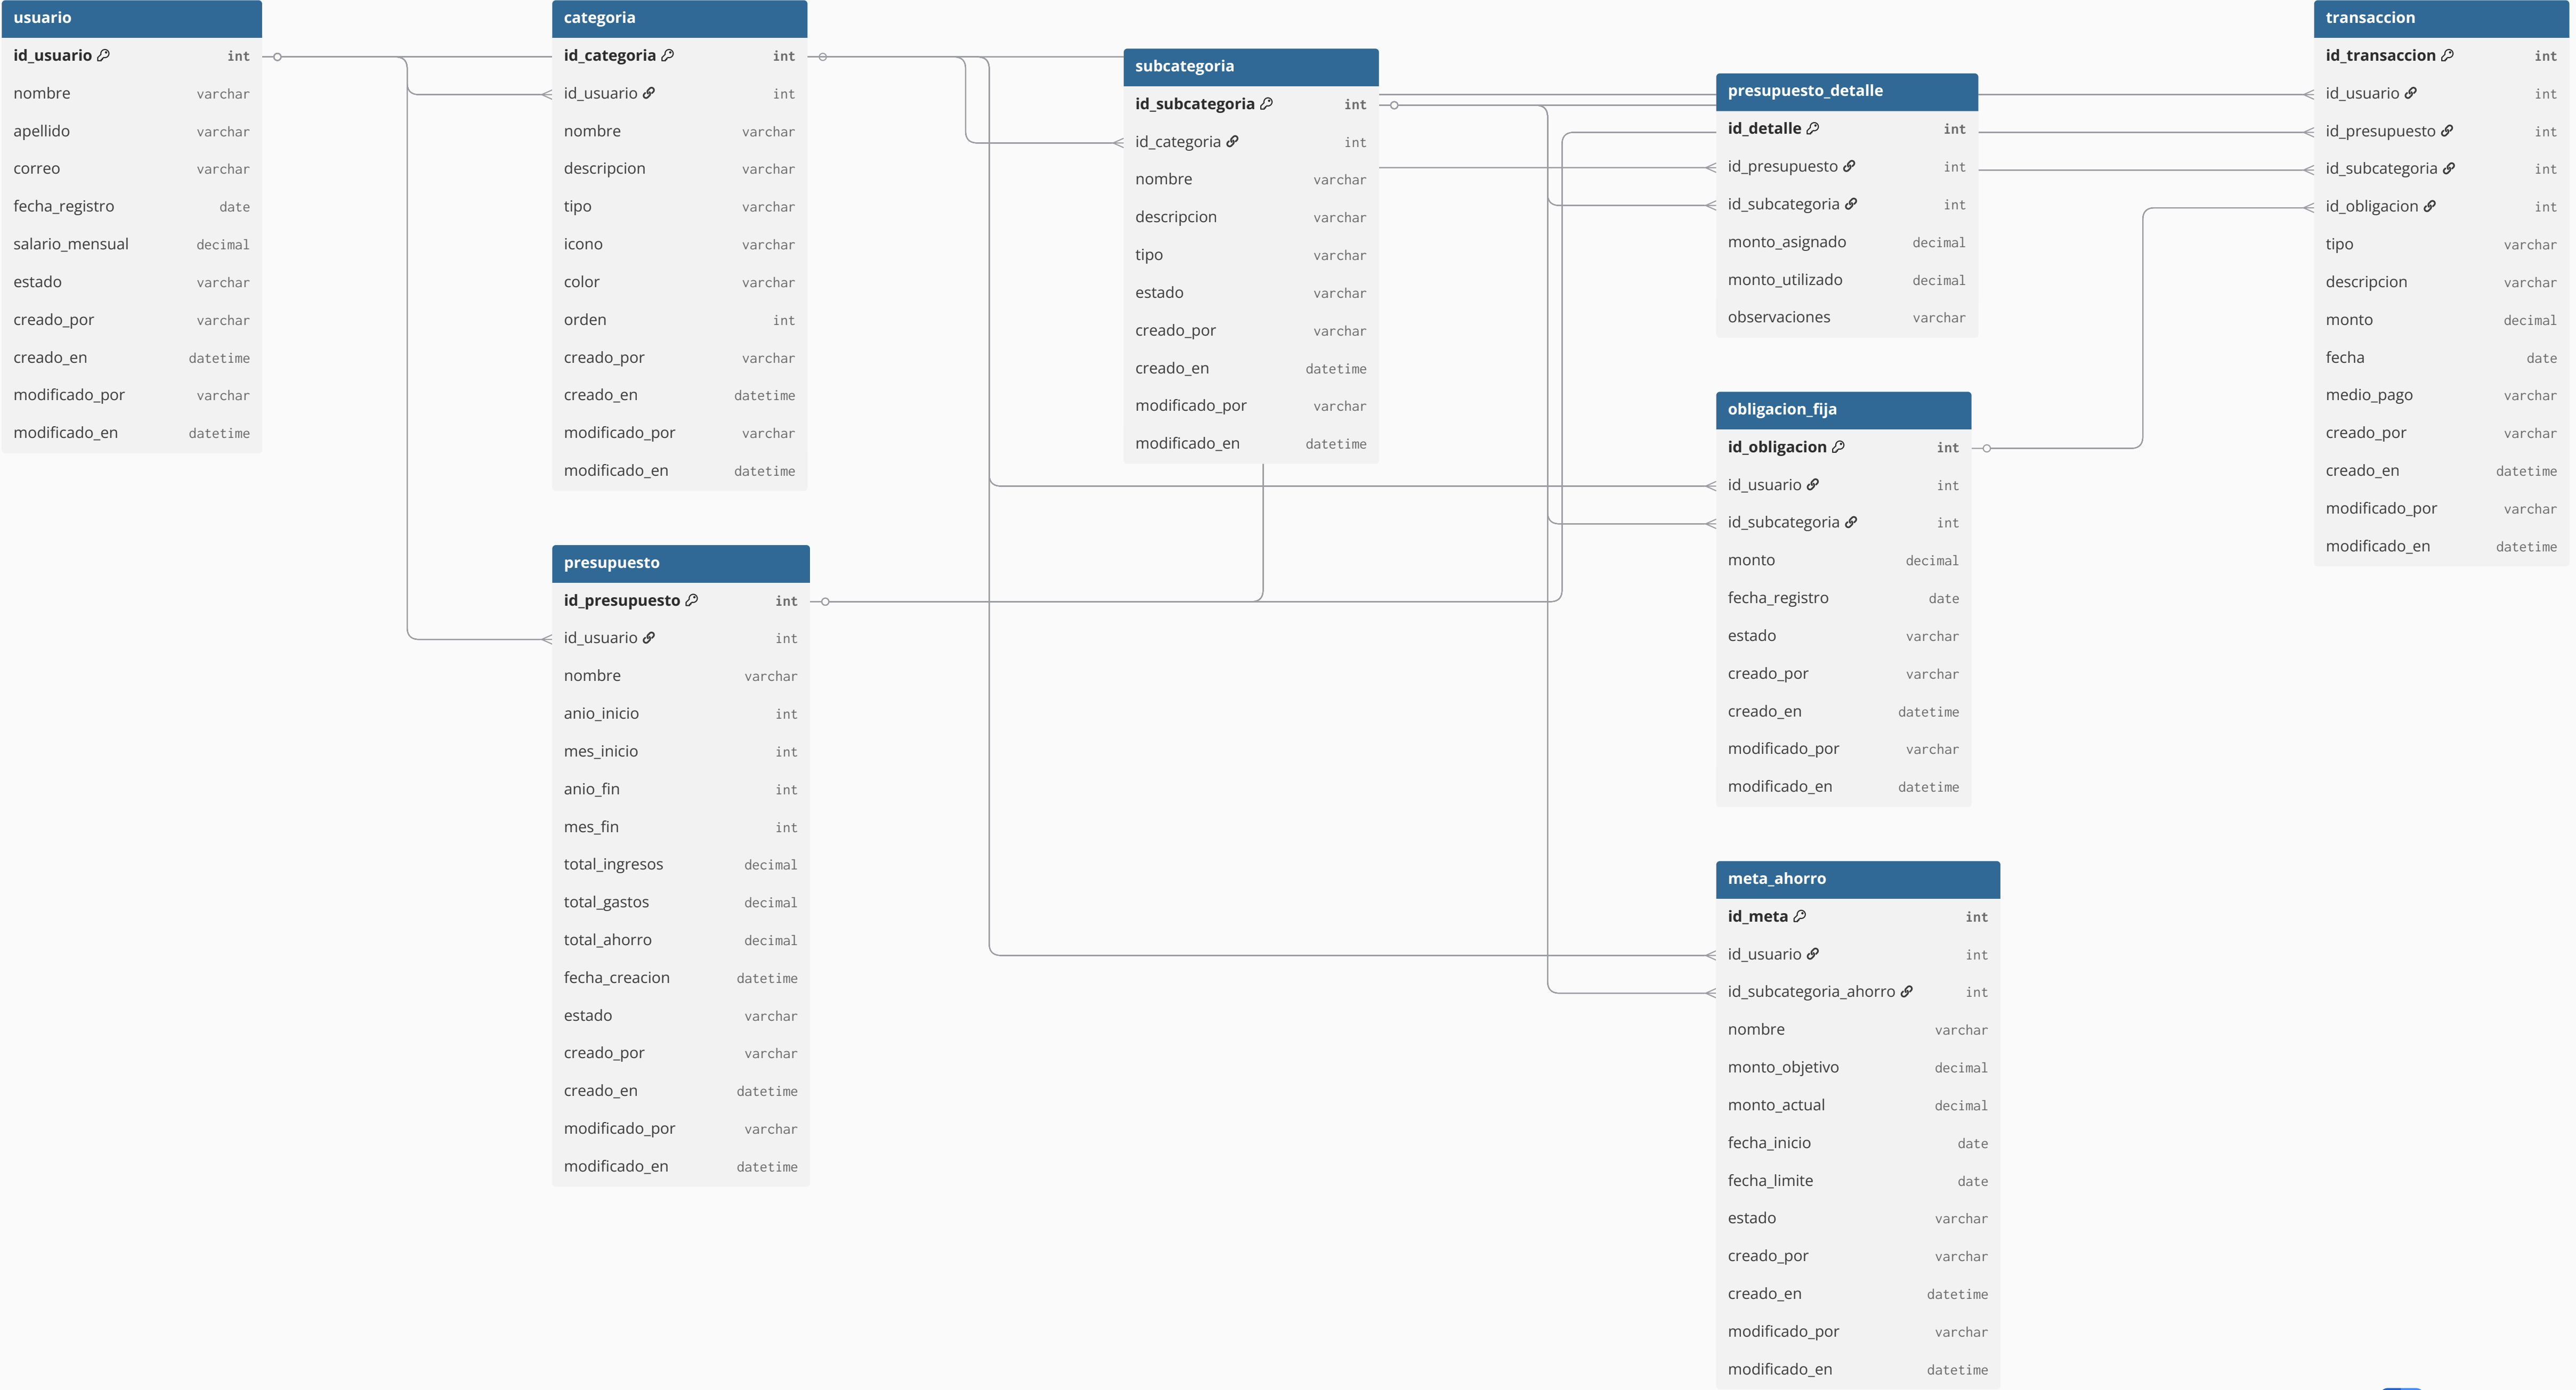 usuario
id_usuario int
nombre varchar
apellido varchar
correo varchar
fecha_registro date
salario_mensual decimal
estado varchar
creado_por varchar
creado_en datetime
modificado_por varchar
modificado_en datetime
categoria
id_categoria int
id_usuario int
nombre varchar
descripcion varchar
tipo varchar
icono varchar
color varchar
orden int
creado_por varchar
creado_en datetime
modificado_por varchar
modificado_en datetime
presupuesto
id_presupuesto int
id_usuario int
nombre varchar
anio_inicio int
mes_inicio int
anio_fin int
mes_fin int
total_ingresos decimal
total_gastos decimal
total_ahorro decimal
fecha_creacion datetime
estado varchar
creado_por varchar
creado_en datetime
modificado_por varchar
modificado_en datetime
subcategoria
id_subcategoria int
id_categoria int
nombre varchar
descripcion varchar
tipo varchar
estado varchar
creado_por varchar
creado_en datetime
modificado_por varchar
modificado_en datetime
presupuesto_detalle
id_detalle int
id_presupuesto int
id_subcategoria int
monto_asignado decimal
monto_utilizado decimal
observaciones varchar
obligacion_fija
id_obligacion int
id_usuario int
id_subcategoria int
monto decimal
fecha_registro date
estado varchar
creado_por varchar
creado_en datetime
modificado_por varchar
modificado_en datetime
meta_ahorro
id_meta int
id_usuario int
id_subcategoria_ahorro int
nombre varchar
monto_objetivo decimal
monto_actual decimal
fecha_inicio date
fecha_limite date
estado varchar
creado_por varchar
creado_en datetime
modificado_por varchar
modificado_en datetime
transaccion
id_transaccion int
id_usuario int
id_presupuesto int
id_subcategoria int
id_obligacion int
tipo varchar
descripcion varchar
monto decimal
fecha date
medio_pago varchar
creado_por varchar
creado_en datetime
modificado_por varchar
modificado_en datetime